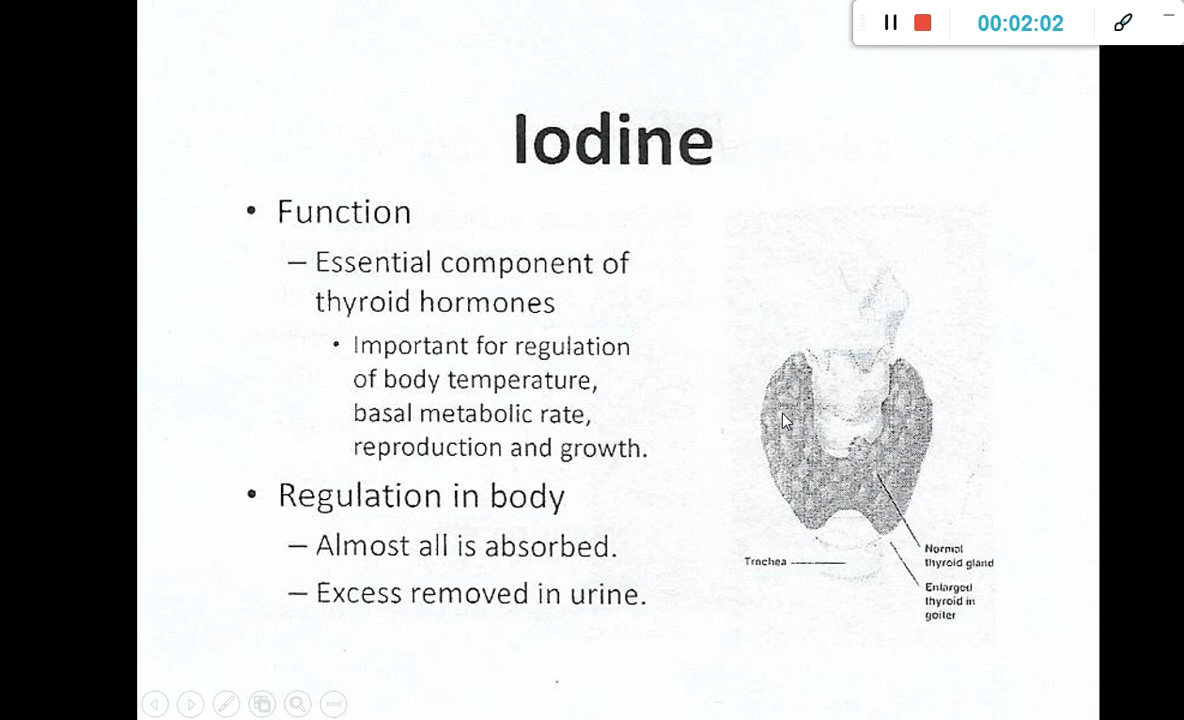 00:02:02
Iodine
• Function
– Essential component of
thyroid hormones
• Important for regulation
of body temperature,
basal metabolic rate,
reproduction and growth.
• Regulation in body
– Almost all is absorbed.
– Excess removed in urine.
Trachea
Normal
thyroid gland
Enlarged
thyroid in
goiter